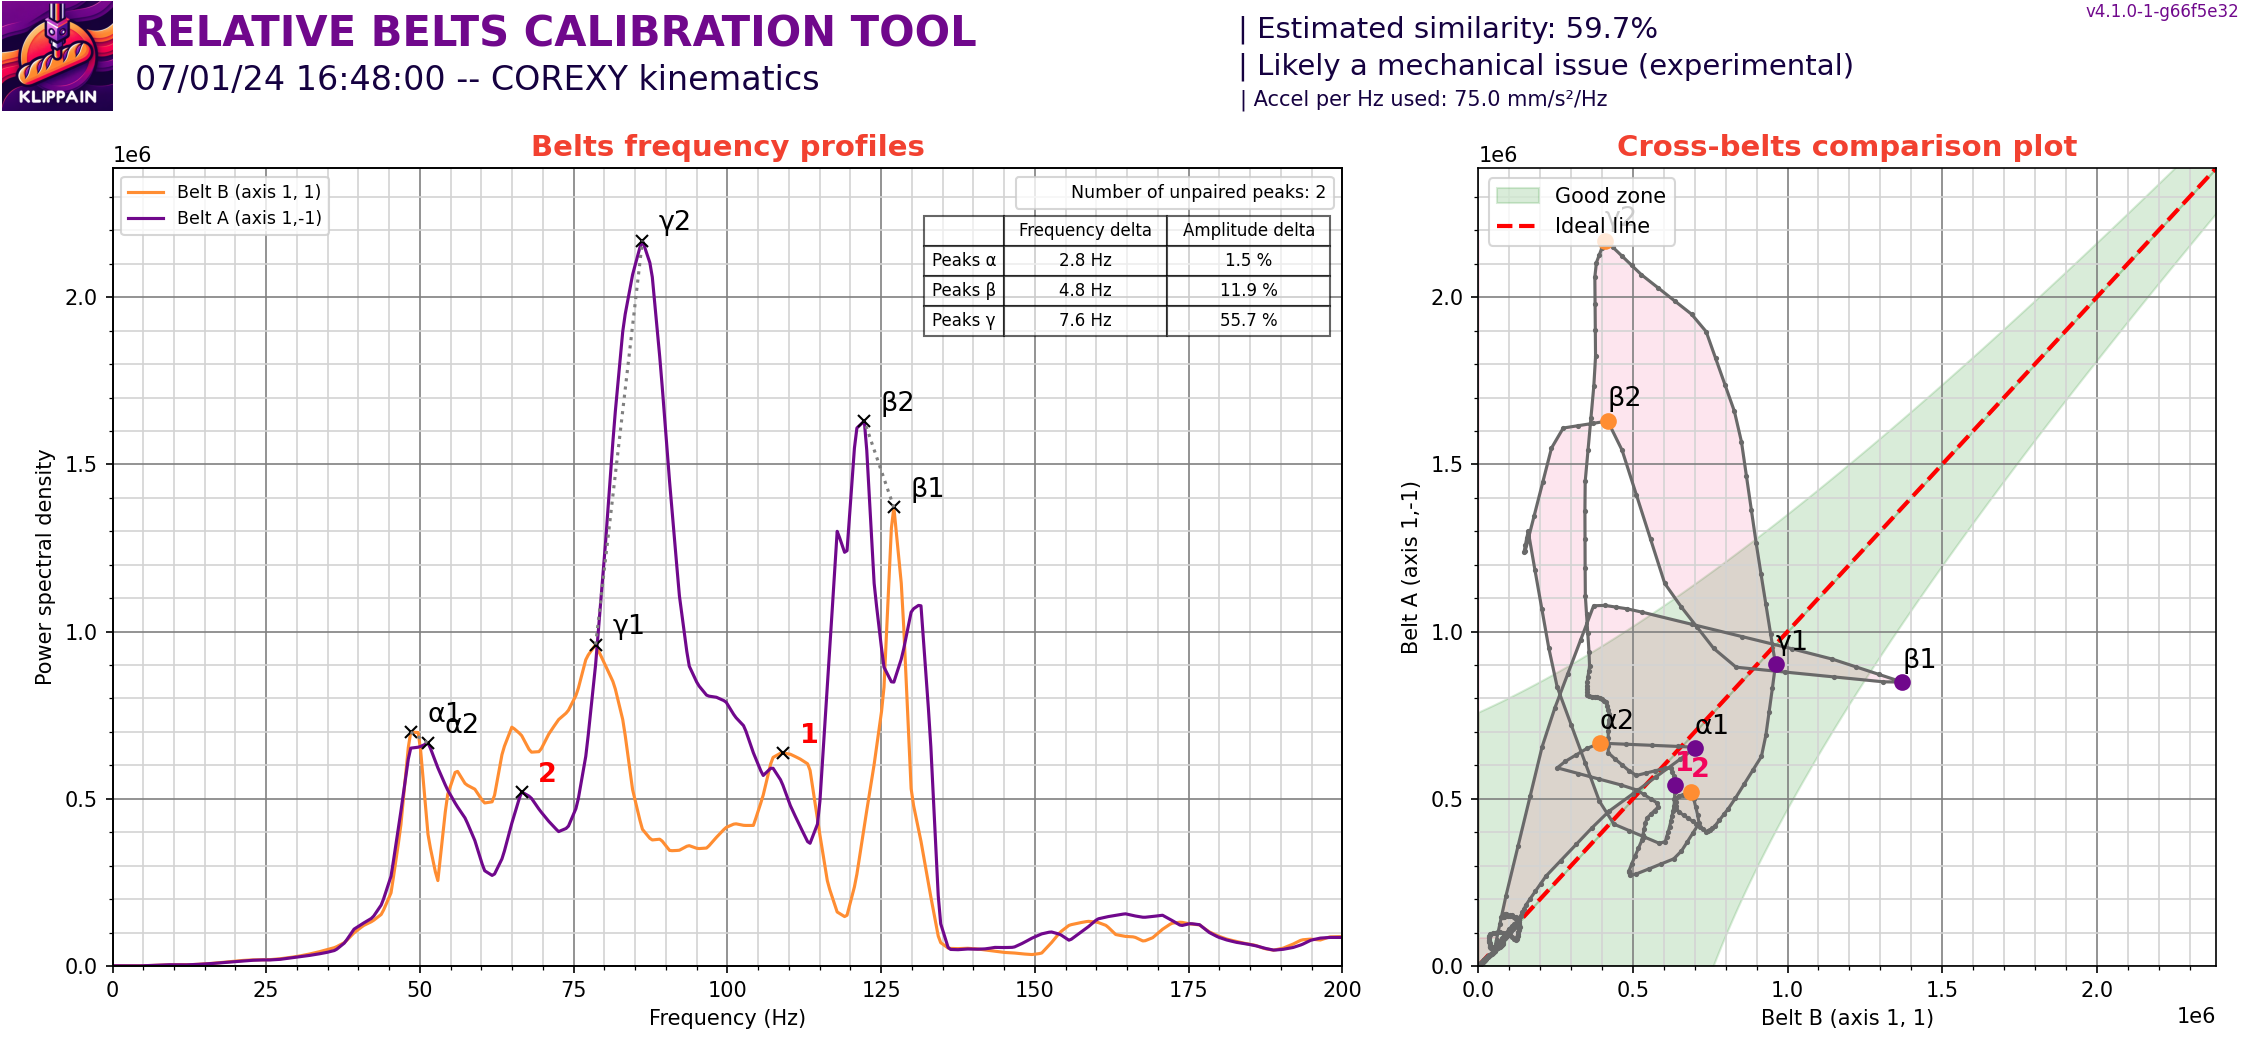 KLIPPAIN
RELATIVE BELTS CALIBRATION TOOL
07/01/24 16:48:00 -- COREXY kinematics
| Estimated similarity: 59.7%
| Likely a mechanical issue (experimental)
| Accel per Hz used: 75.0 mm/s²/Hz
v4.1.0-1-g66f5e32
Belts frequency profiles
1e6
Belt B (axis 1, 1)
Belt A (axis 1,-1)
Number of unpaired peaks: 2
Frequency delta Amplitude delta
Peaks α 2.8 Hz 1.5 %
Peaks β 4.8 Hz 11.9 %
Peaks γ 7.6 Hz 55.7 %
γ2
β2
β1
γ1
α1
α2
1
2
2.0
1.5
1.0
0.5
0.0
Power spectral density
0 25 50 75 100 125 150 175 200
Frequency (Hz)
Cross-belts comparison plot
1e6
Good zone
Ideal line
γ2
β2
γ1
β1
α2
α1
1
2
2.0
1.5
1.0
0.5
0.0
Belt A (axis 1,-1)
0.0 0.5 1.0 1.5 2.0
Belt B (axis 1, 1)
1e6